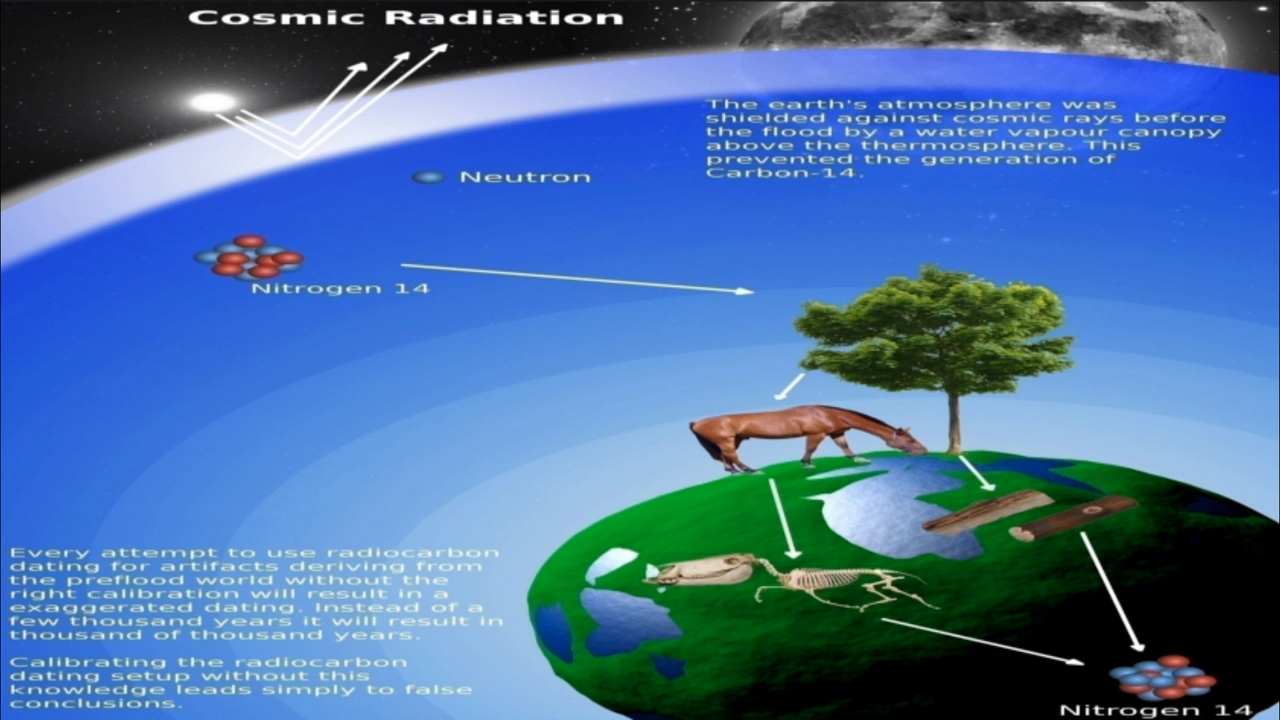 Cosmic Radiation
The earth's atmosphere was
shielded against cosmic rays before
the flood by a water vapour canopy
above the thermosphere. This
prevented the generation of
Carbon-14.
Neutron
Nitrogen 14
Every attempt to use radiocarbon
dating for artifacts deriving from
the preflood world without the
right calibration will result in a
exaggerated dating. Instead of a
few thousand years it will result in
thousand of thousand years.
Calibrating the radiocarbon
dating setup without this
knowledge leads simply to false
conclusions.
Nitrogen 14